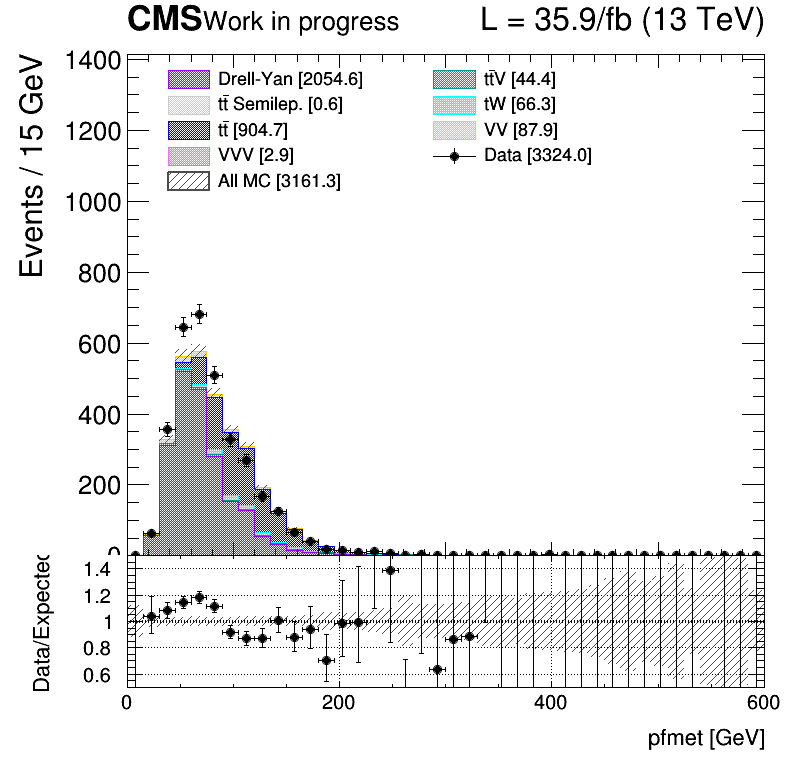 CMS Work in progress L = 35.9/fb (13 TeV)
Events / 15 GeV
1400
1200
1000
800
600
400
200
0
Drell-Yan [2054.6]
tt̄ Semilep. [0.6]
tt̄ [904.7]
VVV [2.9]
All MC [3161.3]
tt̄V [44.4]
tW [66.3]
VV [87.9]
Data [3324.0]
Data/Expected
1.4
1.2
1
0.8
0.6
0 200 400 600
pfmet [GeV]